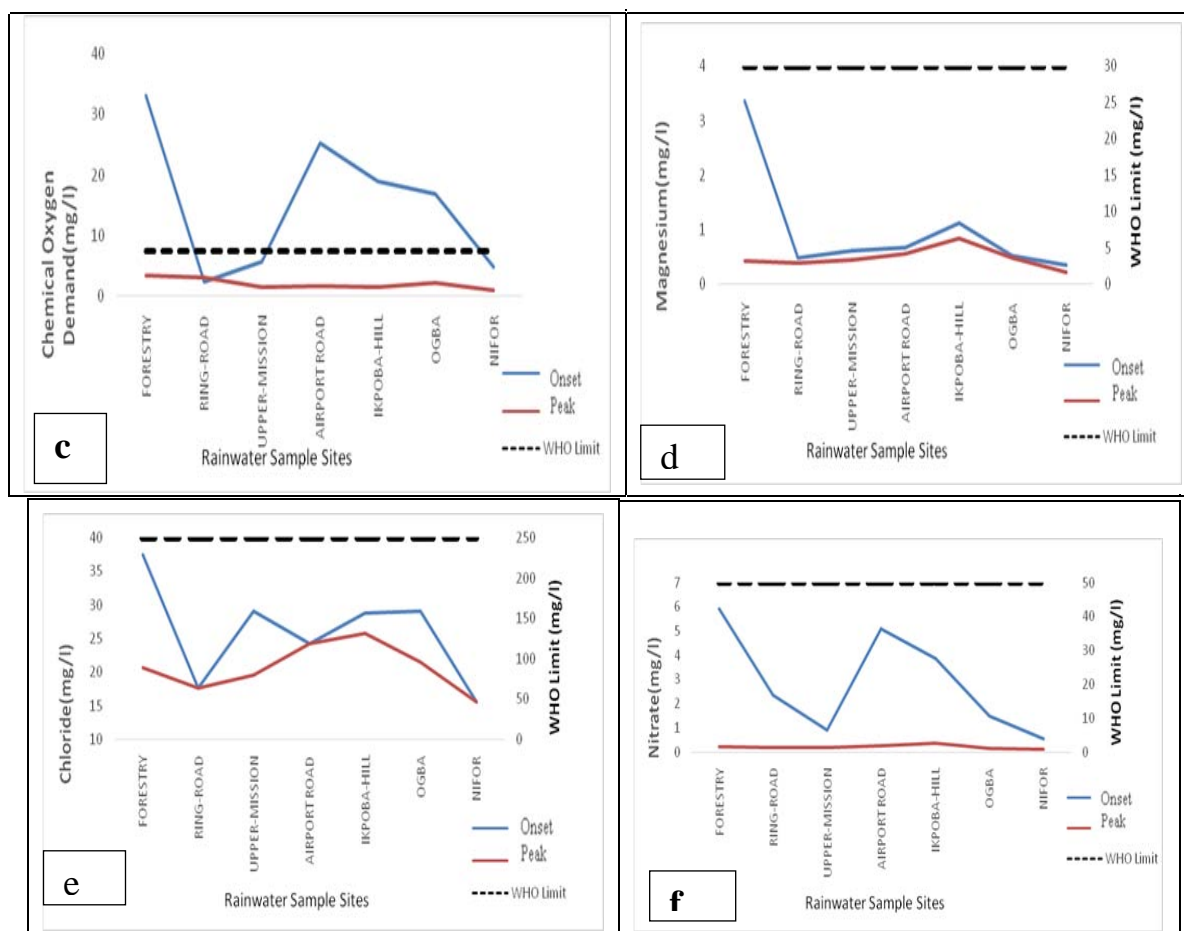 40
30
20
10
0
Chemical Oxygen
Demand(mg/l)
FORESTRY
RING-ROAD
UPPER-MISSION
AIRPORT ROAD
IKPOBA-HILL
OGBA
NIFOR
Onset
Peak
WHO Limit
Rainwater Sample Sites
c
4
3
2
1
0
Magnesium(mg/l)
30
25
20
15
10
5
0
WHO Limit (mg/l)
FORESTRY
RING-ROAD
UPPER-MISSION
AIRPORT ROAD
IKPOBA-HILL
OGBA
NIFOR
Onset
Peak
WHO Limit
Rainwater Sample Sites
d
40
35
30
25
20
15
10
Chloride(mg/l)
250
200
150
100
50
0
WHO Limit (mg/l)
FORESTRY
RING-ROAD
UPPER-MISSION
AIRPORT ROAD
IKPOBA-HILL
OGBA
NIFOR
Onset
Peak
WHO Limit
Rainwater Sample Sites
e
7
6
5
4
3
2
1
0
Nitrate(mg/l)
50
40
30
20
10
0
WHO Limit (mg/l)
FORESTRY
RING-ROAD
UPPER-MISSION
AIRPORT ROAD
IKPOBA-HILL
OGBA
NIFOR
Onset
Peak
WHO Limit
Rainwater Sample Sites
f